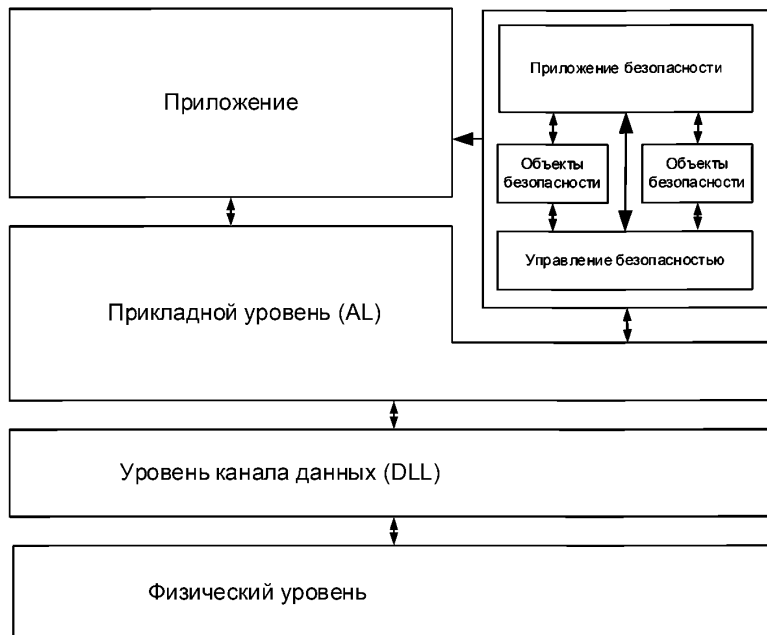 Приложение
Приложение безопасности
Объекты
безопасности
Объекты
безопасности
Управление безопасностью
Прикладной уровень (AL)
Уровень канала данных (DLL)
Физический уровень